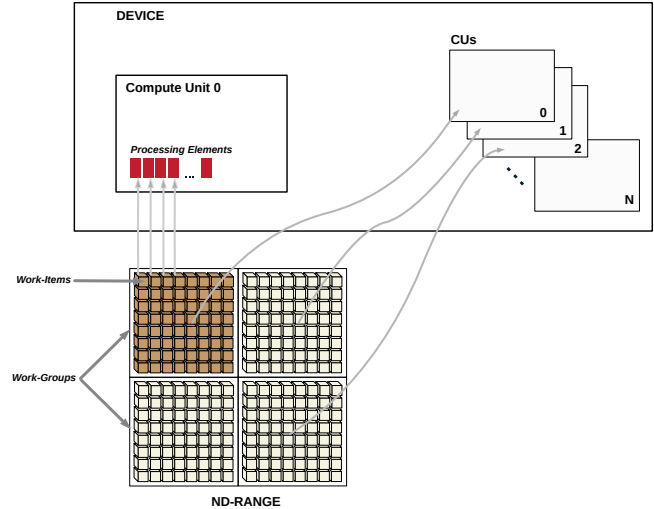 DEVICE
CUs
Compute Unit 0
0
1
Processing Elements
2
...
N
Work-Items
Work-Groups
ND-RANGE